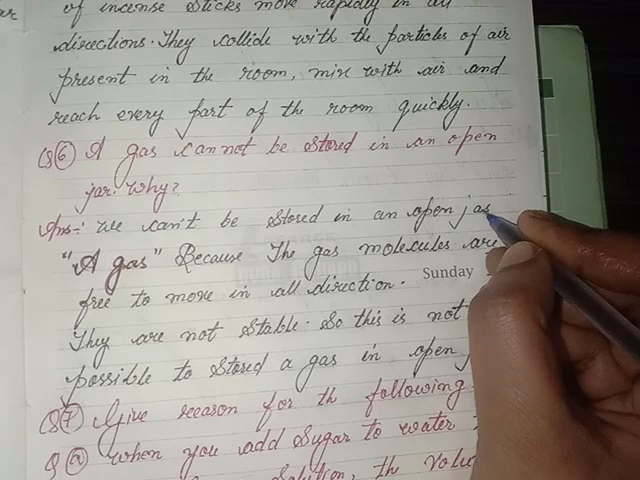 of incense sticks move rapidly in all
directions. They collide with the particles of air
present in the room, mix with air and
reach every part of the room quickly.
Q⑥ A gas cannot be stored in an open
jar. Why?
Ans-: we can't be stored in an open jas
"A gas" Because The gas molecules are
Sunday
free to move in all direction.
They are not stable. So this is not
possible to stored a gas in open j
Q⑦ Give reason for the following
Q ⓐ when you add sugar to water
solution, the volu